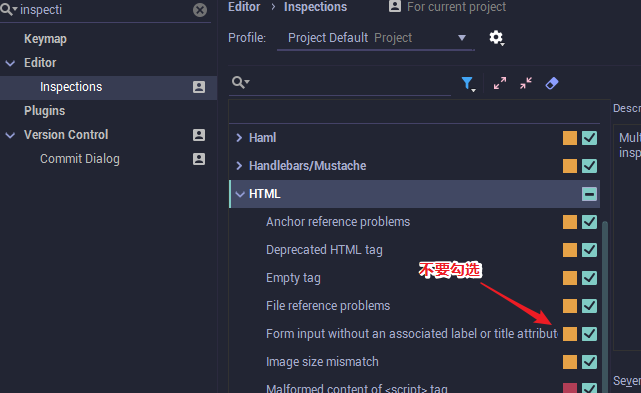 inspecti
Keymap
Editor
Inspections
Plugins
Version Control
Commit Dialog
Editor › Inspections For current project
Profile: Project Default Project
Descr
Haml
Mul
insp
Handlebars/Mustache
HTML
Anchor reference problems
Deprecated HTML tag
Empty tag
不要勾选
File reference problems
Form input without an associated label or title attribut
Image size mismatch
Malformed content of <script> tag
Sever